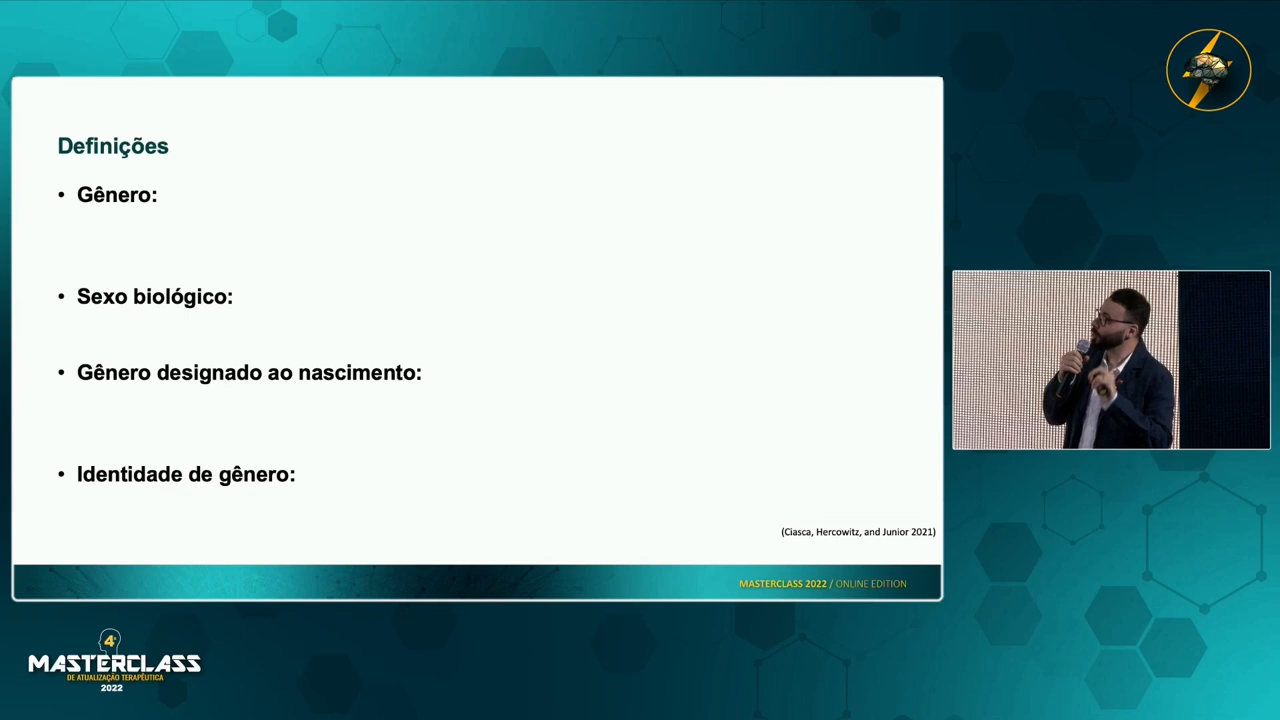 Definições
• Gênero:
• Sexo biológico:
• Gênero designado ao nascimento:
• Identidade de gênero:
(Ciasca, Hercowitz, and Junior 2021)
MASTERCLASS 2022 / ONLINE EDITION
4ª
MASTERCLASS
DE ATUALIZAÇÃO TERAPÊUTICA
2022